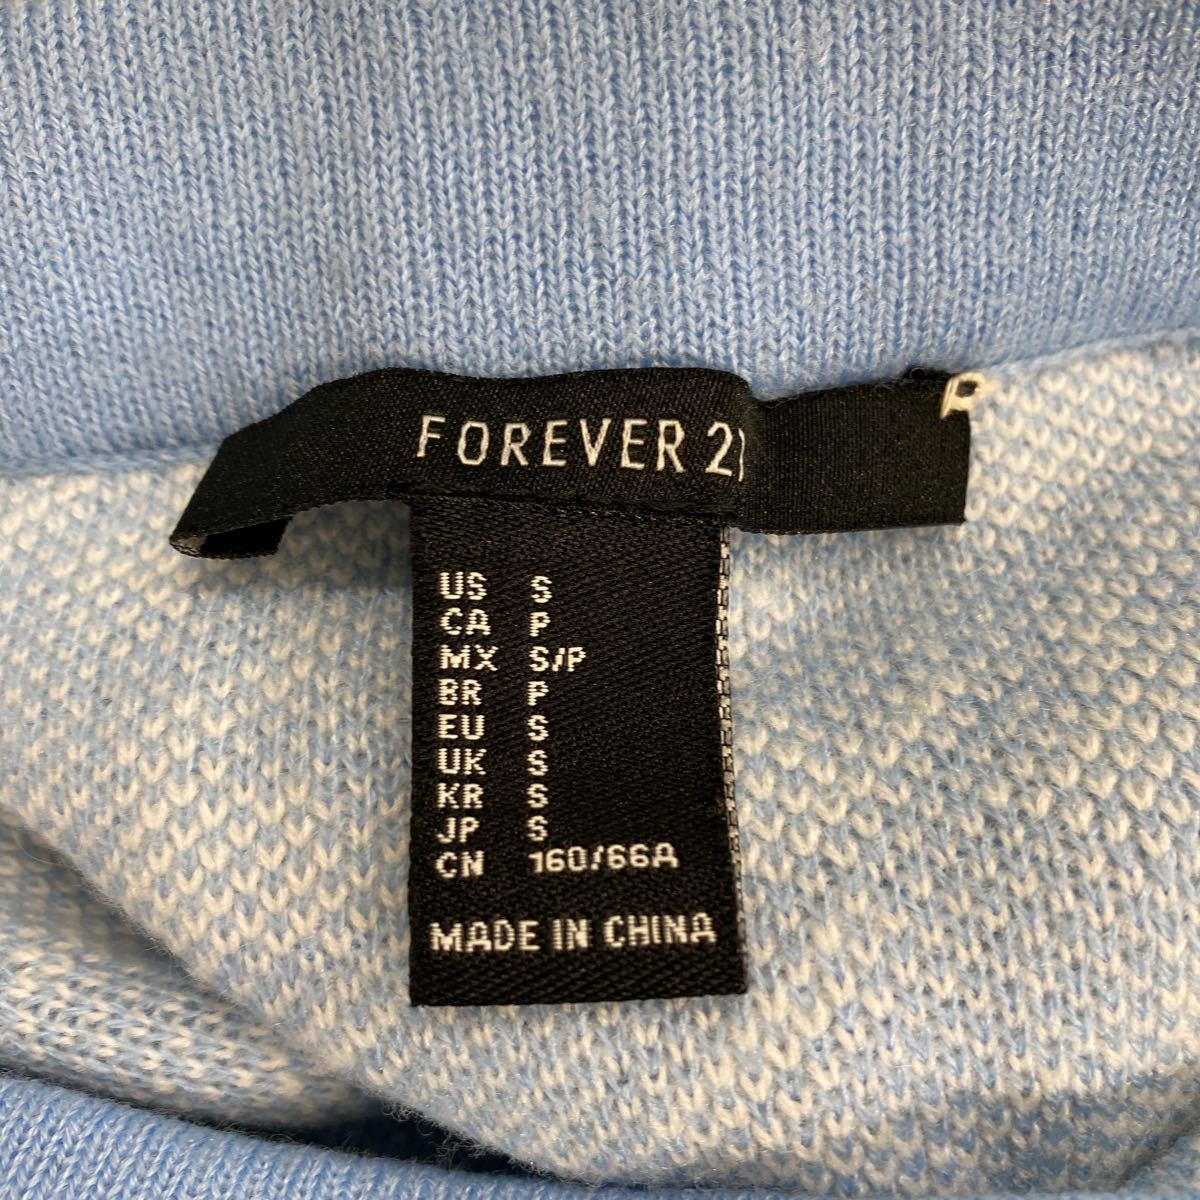 FOREVER 21
US S
CA P
MX S/P
BR P
EU S
UK S
KR S
JP S
CN 160/66A
MADE IN CHINA